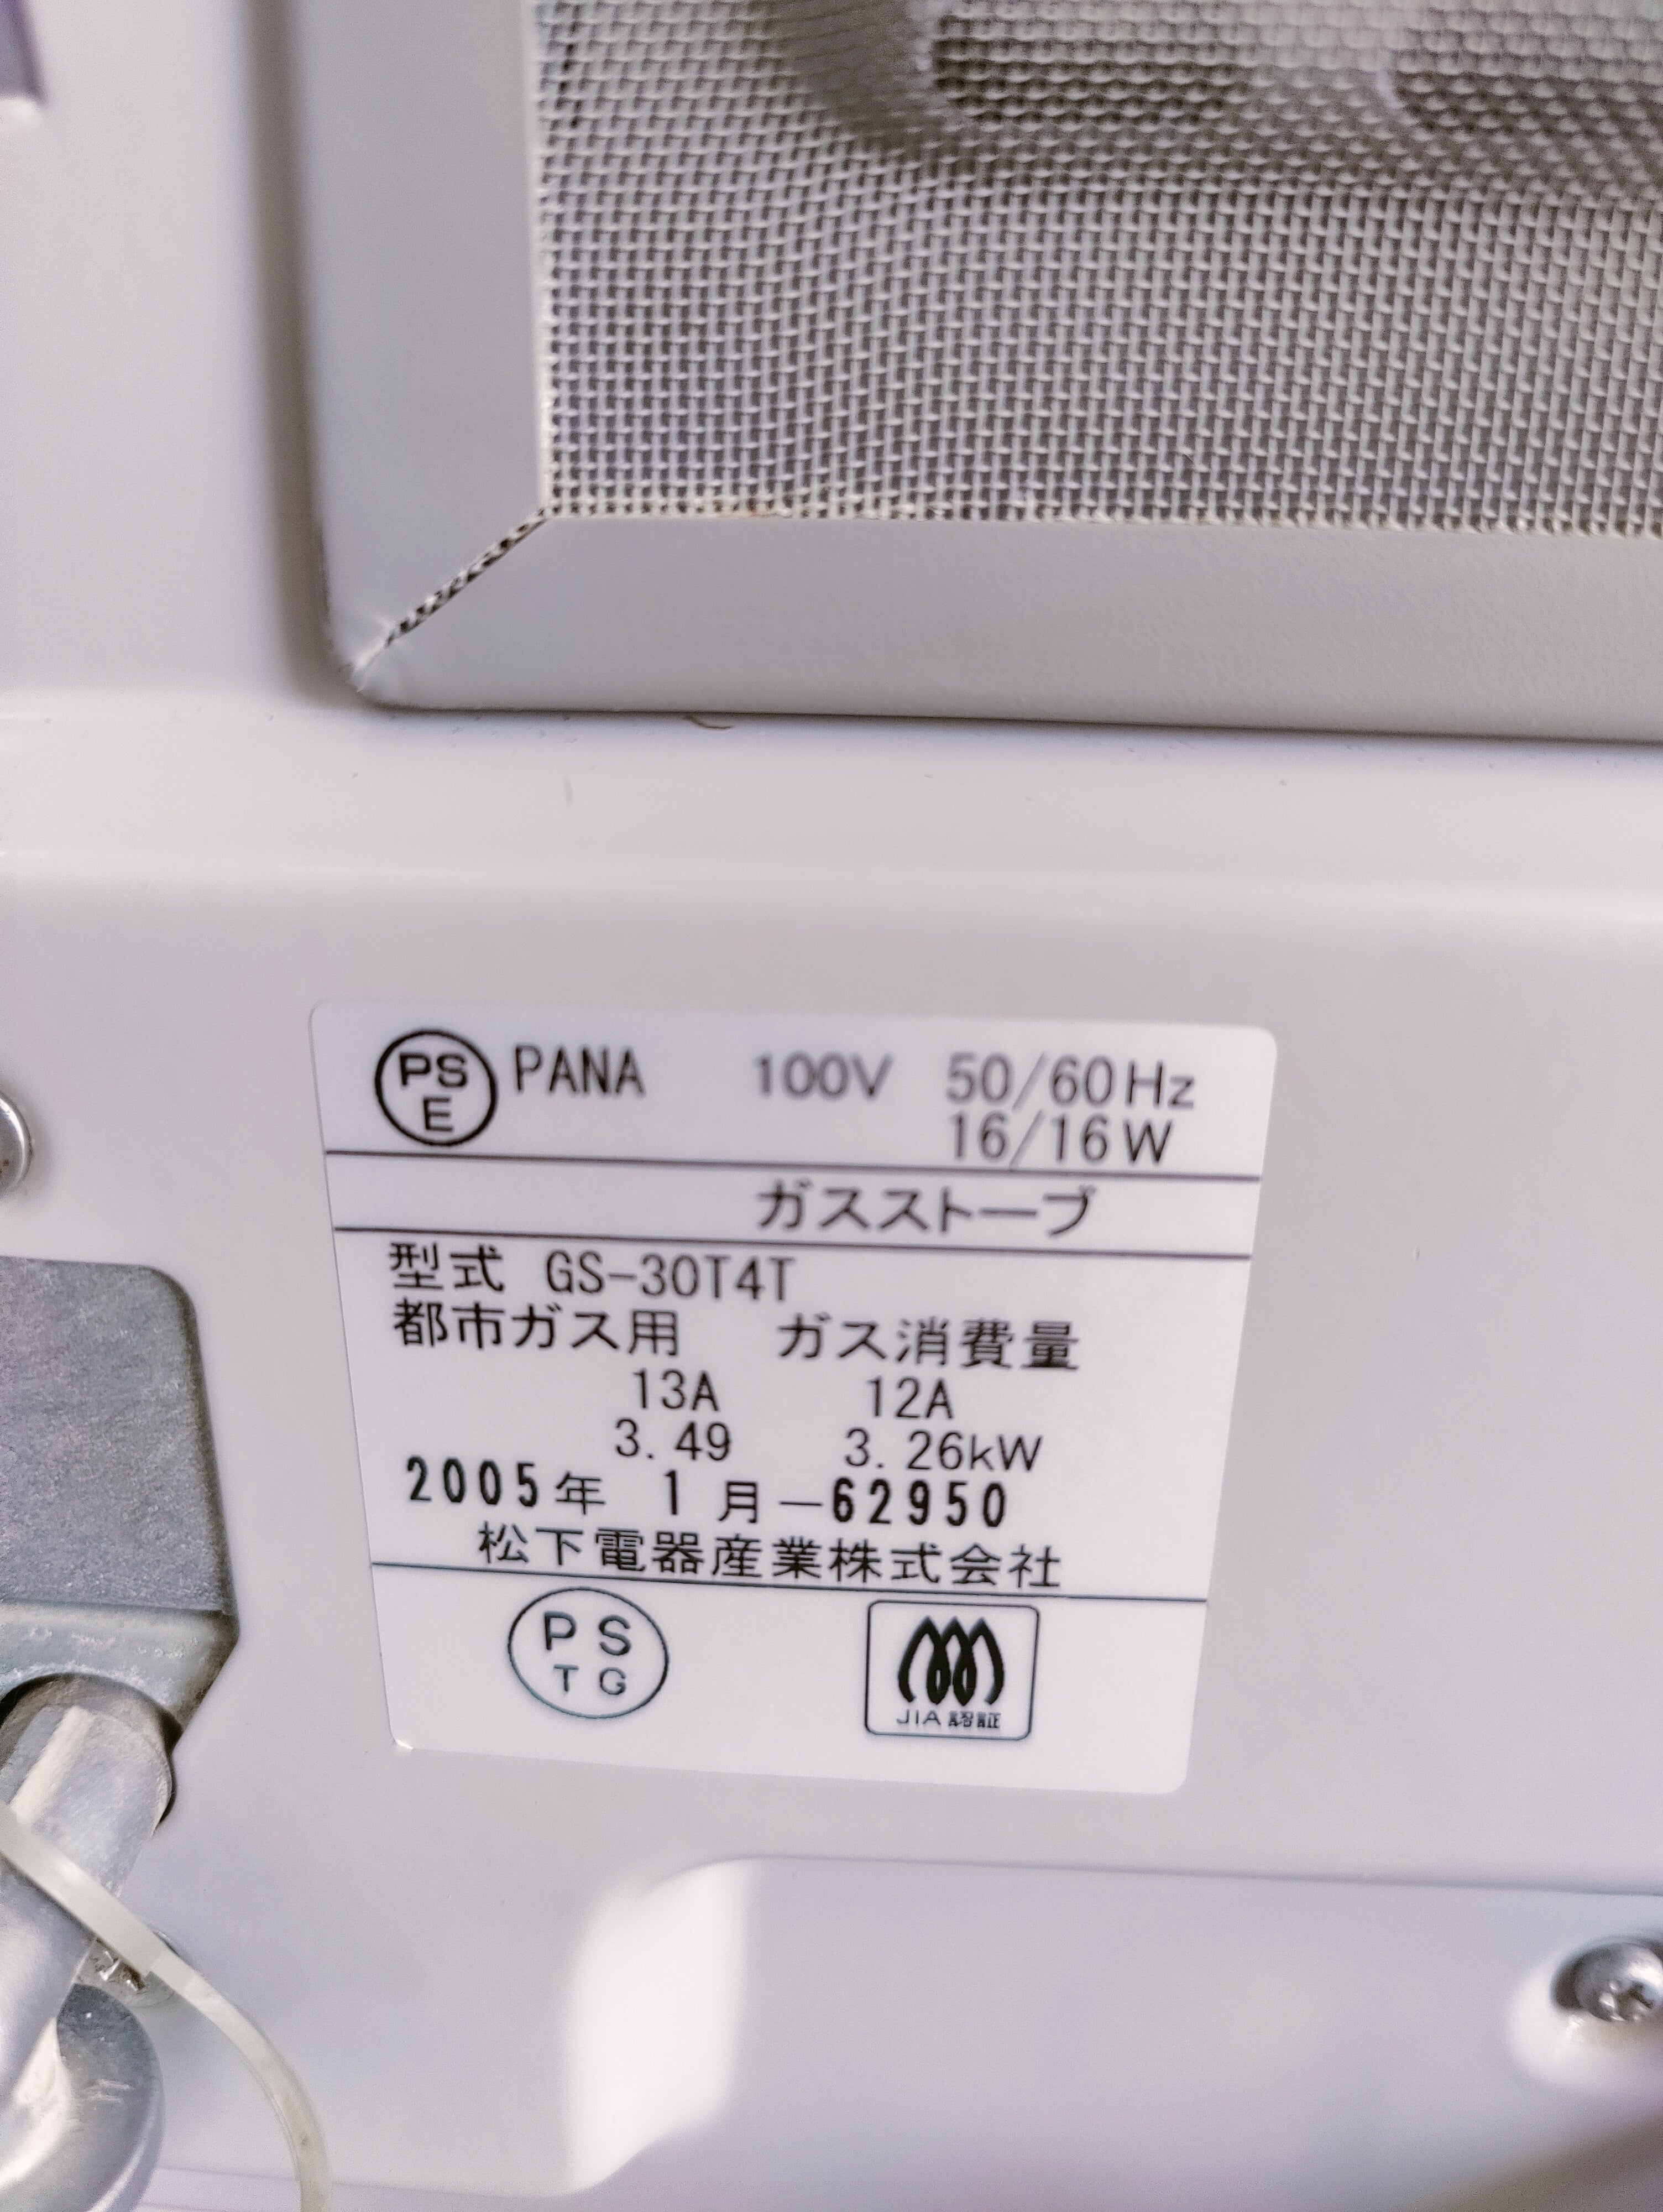 PS E PANA 100V 50/60Hz
16/16W
ガスストーブ
型式 GS-30T4T
都市ガス用 ガス消費量
13A 12A
3.49 3.26kW
2005年 1月-62950
松下電器産業株式会社
PS TG
JIA 認証